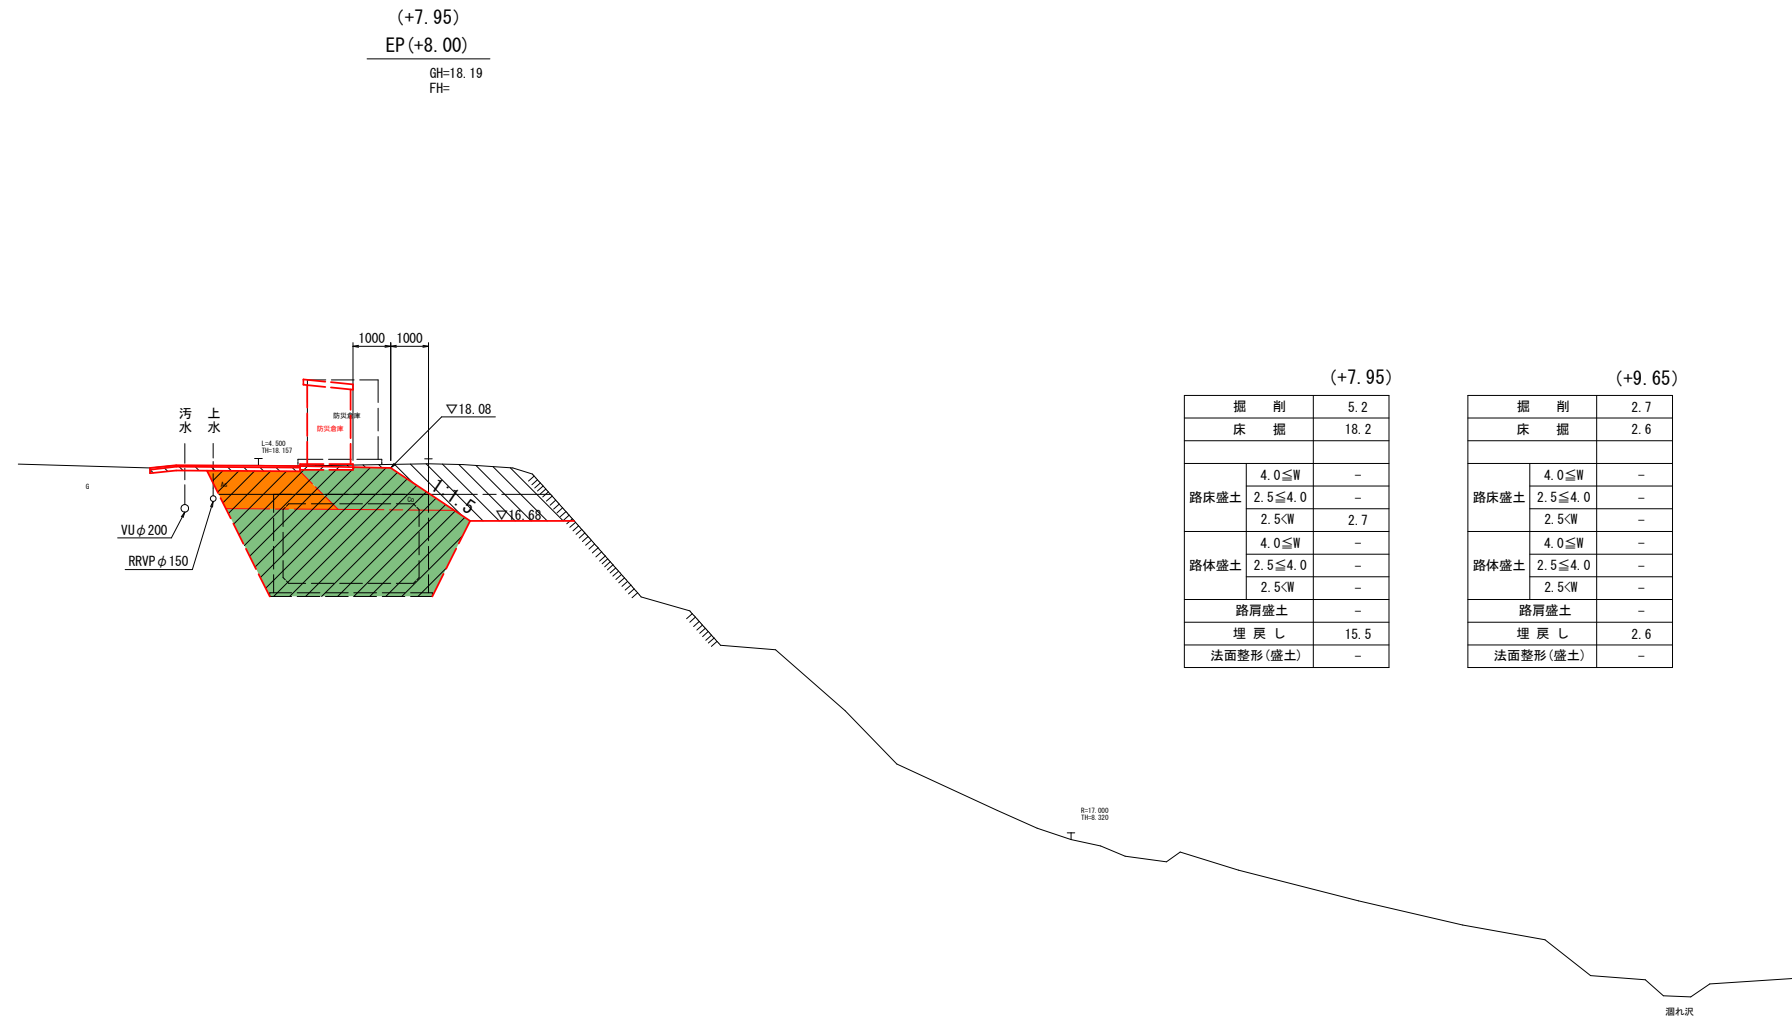 (+7.95)
EP(+8.00)
GH=18.19
FH=
1000 1000
▽18.08
防災倉庫
防災倉庫
汚水
上水
L=4.500
TH=18.157
G
As
Co
1:1.5
▽16.68
VUφ200
RRVPφ150
(+7.95)
掘 削 5.2
床 掘 18.2
路床盛土 4.0≦W -
2.5≦4.0 -
2.5<W 2.7
路体盛土 4.0≦W -
2.5≦4.0 -
2.5<W -
路肩盛土 -
埋 戻 し 15.5
法面整形(盛土) -
(+9.65)
掘 削 2.7
床 掘 2.6
路床盛土 4.0≦W -
2.5≦4.0 -
2.5<W -
路体盛土 4.0≦W -
2.5≦4.0 -
2.5<W -
路肩盛土 -
埋 戻 し 2.6
法面整形(盛土) -
R=17.000
TH=8.320
涸れ沢